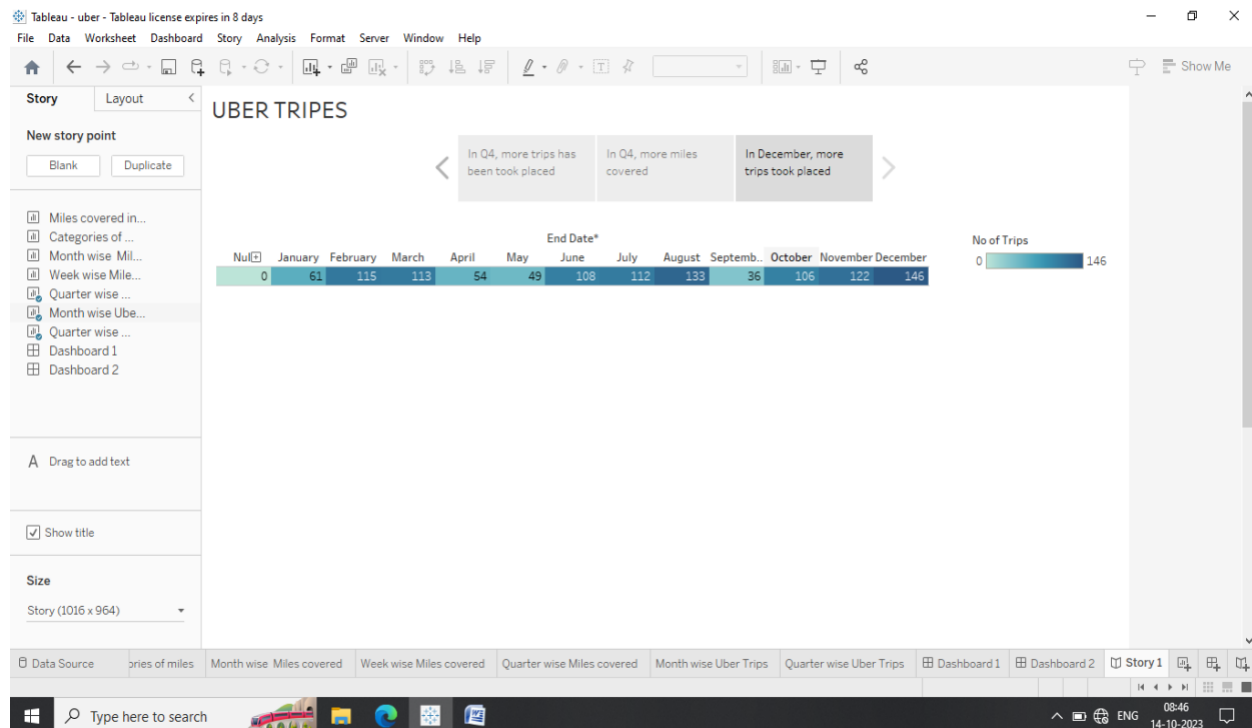 Tableau - uber - Tableau license expires in 8 days
File Data Worksheet Dashboard Story Analysis Format Server Window Help
Show Me
Story Layout
UBER TRIPES
New story point
Blank Duplicate
In Q4, more trips has
been took placed
In Q4, more miles
covered
In December, more
trips took placed
Miles covered in...
Categories of ...
Month wise Mil...
Week wise Mile...
Quarter wise ...
Month wise Ube...
Quarter wise ...
Dashboard 1
Dashboard 2
End Date*
Nul January February March April May June July August Septemb.. October November December
0 61 115 113 54 49 108 112 133 36 106 122 146
No of Trips
0 146
A Drag to add text
Show title
Size
Story (1016 x 964)
Data Source ories of miles Month wise Miles covered Week wise Miles covered Quarter wise Miles covered Month wise Uber Trips Quarter wise Uber Trips Dashboard 1 Dashboard 2 Story 1
Type here to search
ENG
08:46
14-10-2023